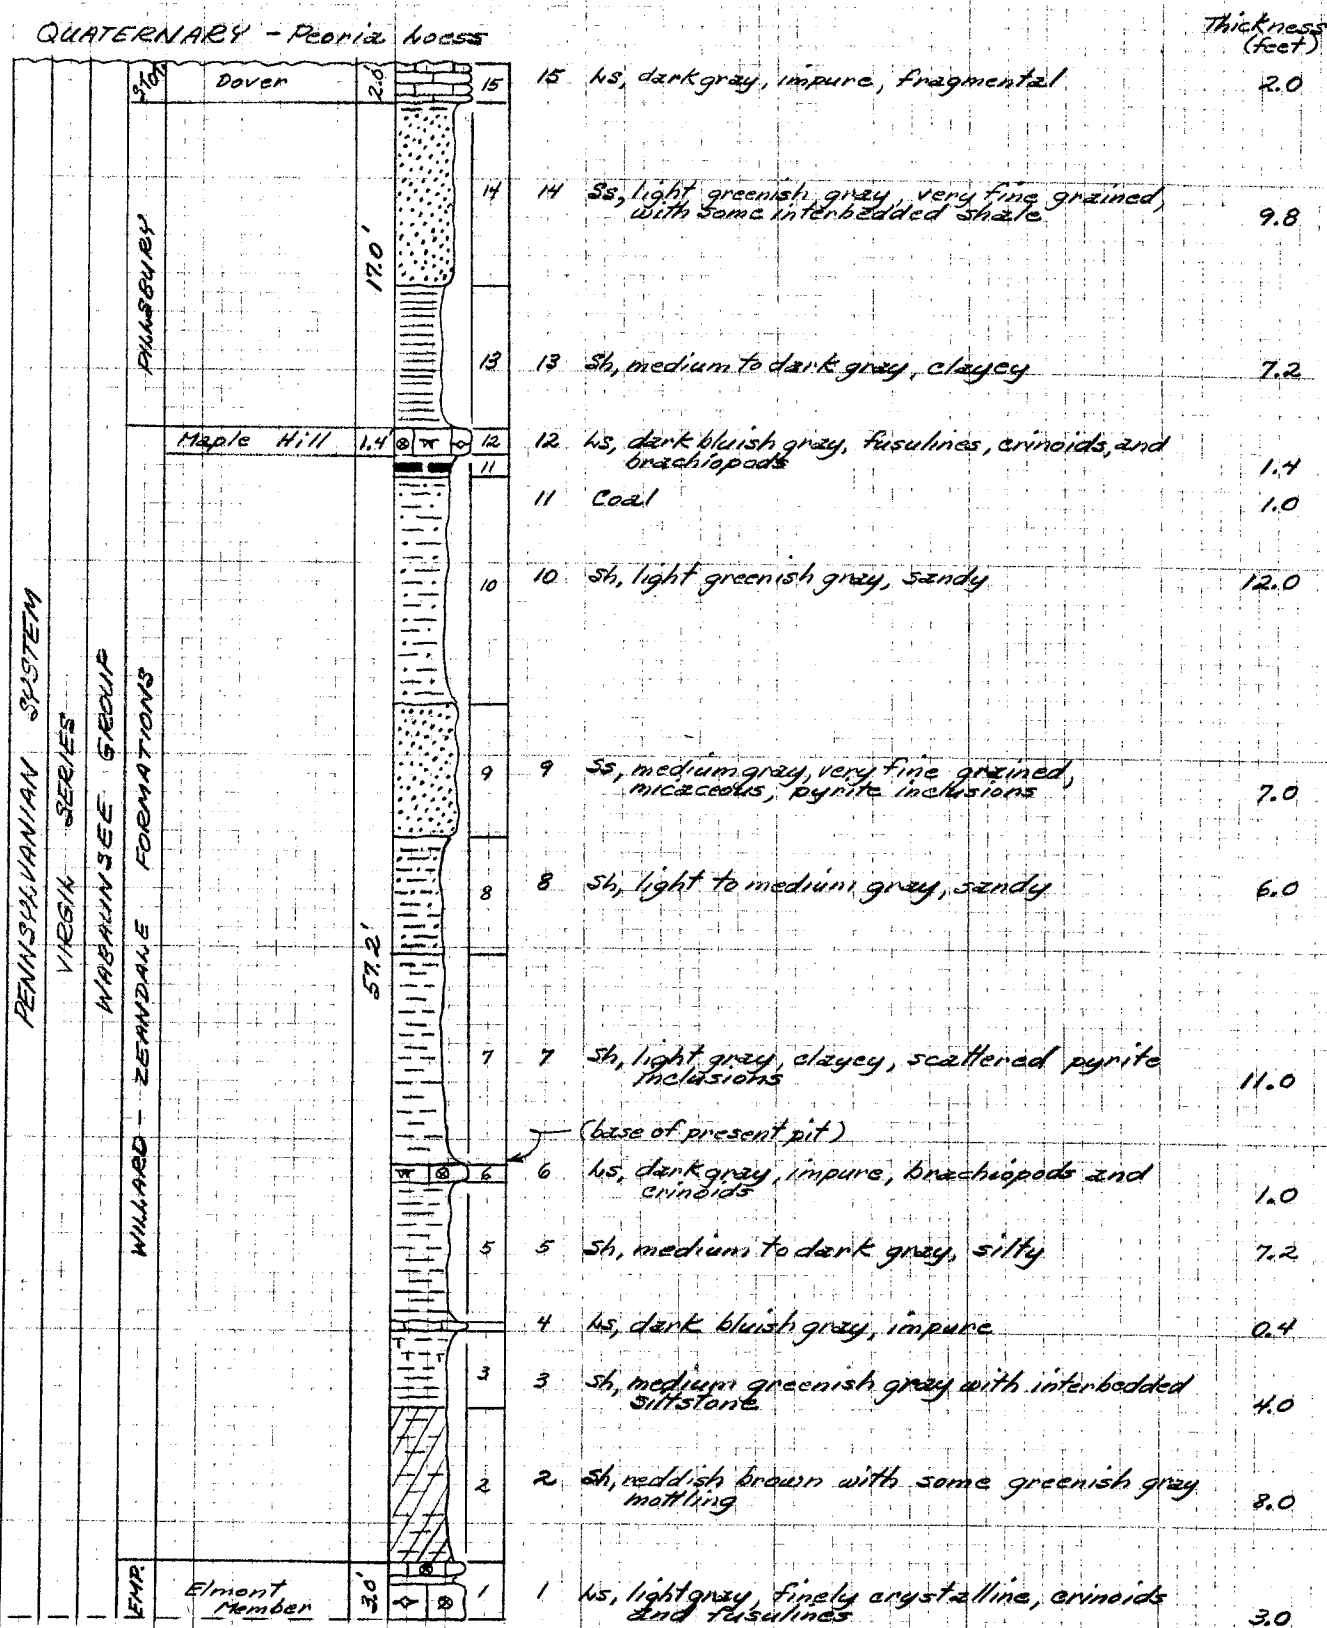 QUATERNARY - Peoria Loess
Thickness
(feet)
PENNSYLVANIAN SYSTEM
VIRGIL SERIES
WABAUNSEE GROUP
STOT.
PILLSBURY
WILLARD - ZEANDALE FORMATIONS
EMP.
Dover
2.0'
17.0'
Maple Hill 1.4'
57.2'
Elmont
Member
3.0'
15
14
13
12
11
10
9
8
7
6
5
3
2
1
15 Ls, dark gray, impure, fragmental 2.0
14 Ss, light greenish gray, very fine grained,
with some interbedded shale 9.8
13 Sh, medium to dark gray, clayey 7.2
12 Ls, dark bluish gray, fusulines, crinoids, and
brachiopods 1.4
11 Coal 1.0
10 Sh, light greenish gray, sandy 12.0
9 Ss, medium gray, very fine grained,
micaceous, pyrite inclusions 7.0
8 Sh, light to medium gray, sandy 6.0
7 Sh, light gray, clayey, scattered pyrite
inclusions 11.0
(base of present pit)
6 Ls, dark gray, impure, brachiopods and
crinoids 1.0
5 Sh, medium to dark gray, silty 7.2
4 Ls, dark bluish gray, impure 0.4
3 Sh, medium greenish gray with interbedded
siltstone 4.0
2 Sh, reddish brown with some greenish gray
mottling 8.0
1 Ls, light gray, finely crystalline, crinoids
and fusulines 3.0